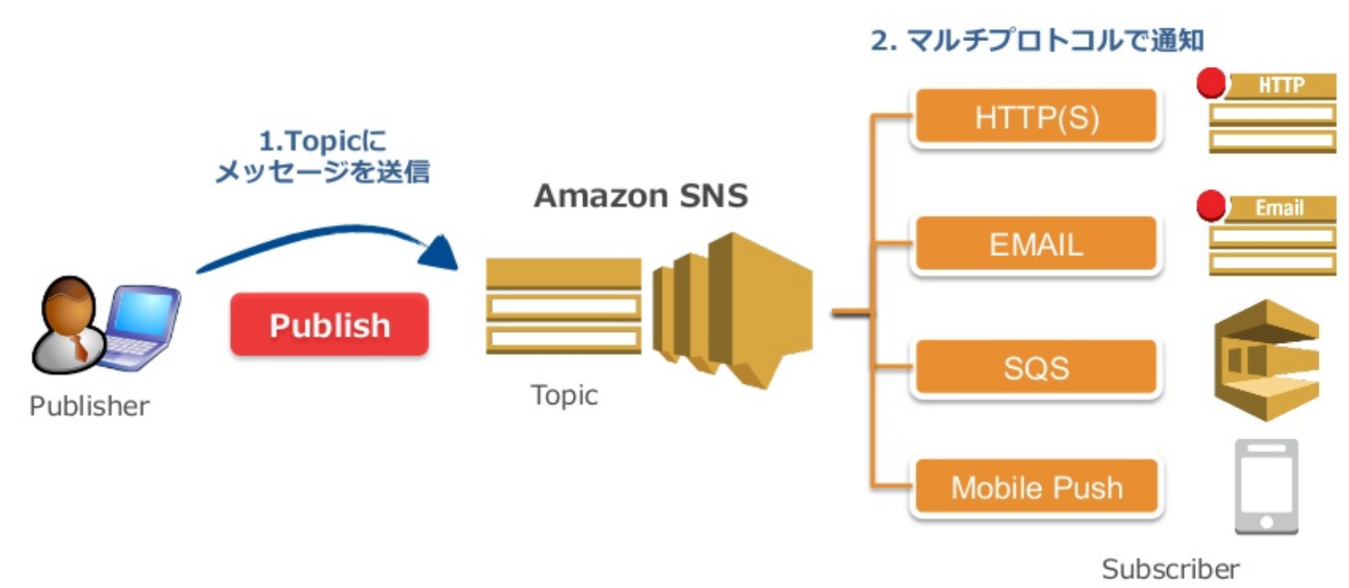 2. マルチプロトコルで通知
HTTP(S)
HTTP
1.Topicに
メッセージを送信
Amazon SNS
EMAIL
Email
Publish
SQS
Publisher
Topic
Mobile Push
Subscriber